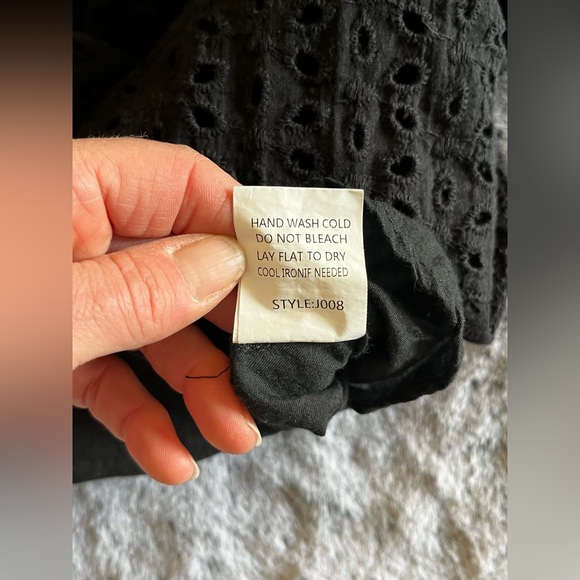 HAND WASH COLD
DO NOT BLEACH
LAY FLAT TO DRY
COOL IRONIF NEEDED
STYLE:J008